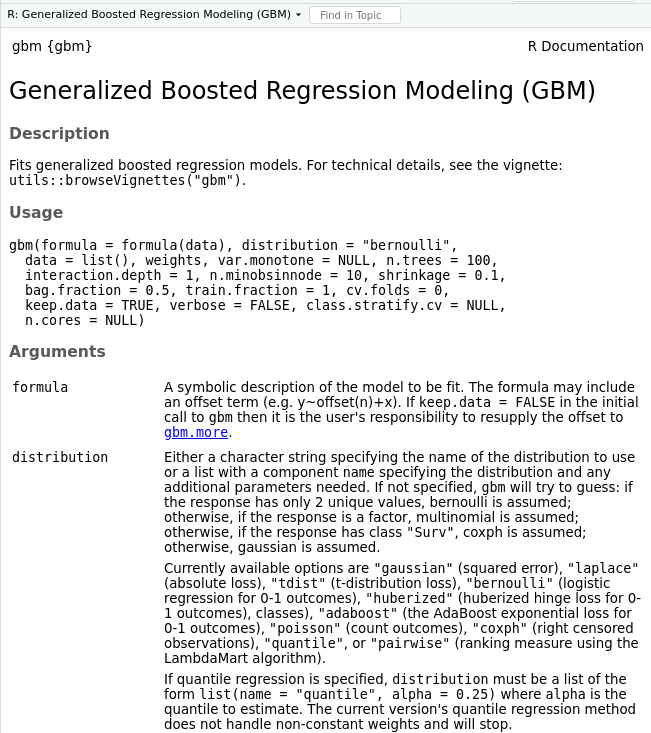 R: Generalized Boosted Regression Modeling (GBM)
Find in Topic
gbm {gbm}
R Documentation
Generalized Boosted Regression Modeling (GBM)
Description
Fits generalized boosted regression models. For technical details, see the vignette:
utils::browseVignettes("gbm").
Usage
gbm(formula = formula(data), distribution = "bernoulli",
  data = list(), weights, var.monotone = NULL, n.trees = 100,
  interaction.depth = 1, n.minobsinnode = 10, shrinkage = 0.1,
  bag.fraction = 0.5, train.fraction = 1, cv.folds = 0,
  keep.data = TRUE, verbose = FALSE, class.stratify.cv = NULL,
  n.cores = NULL)
Arguments
formula
A symbolic description of the model to be fit. The formula may include
an offset term (e.g. y~offset(n)+x). If keep.data = FALSE in the initial
call to gbm then it is the user's responsibility to resupply the offset to
gbm.more.
distribution
Either a character string specifying the name of the distribution to use
or a list with a component name specifying the distribution and any
additional parameters needed. If not specified, gbm will try to guess: if
the response has only 2 unique values, bernoulli is assumed;
otherwise, if the response is a factor, multinomial is assumed;
otherwise, if the response has class "Surv", coxph is assumed;
otherwise, gaussian is assumed.
Currently available options are "gaussian" (squared error), "laplace"
(absolute loss), "tdist" (t-distribution loss), "bernoulli" (logistic
regression for 0-1 outcomes), "huberized" (huberized hinge loss for 0-
1 outcomes), classes), "adaboost" (the AdaBoost exponential loss for
0-1 outcomes), "poisson" (count outcomes), "coxph" (right censored
observations), "quantile", or "pairwise" (ranking measure using the
LambdaMart algorithm).
If quantile regression is specified, distribution must be a list of the
form list(name = "quantile", alpha = 0.25) where alpha is the
quantile to estimate. The current version's quantile regression method
does not handle non-constant weights and will stop.